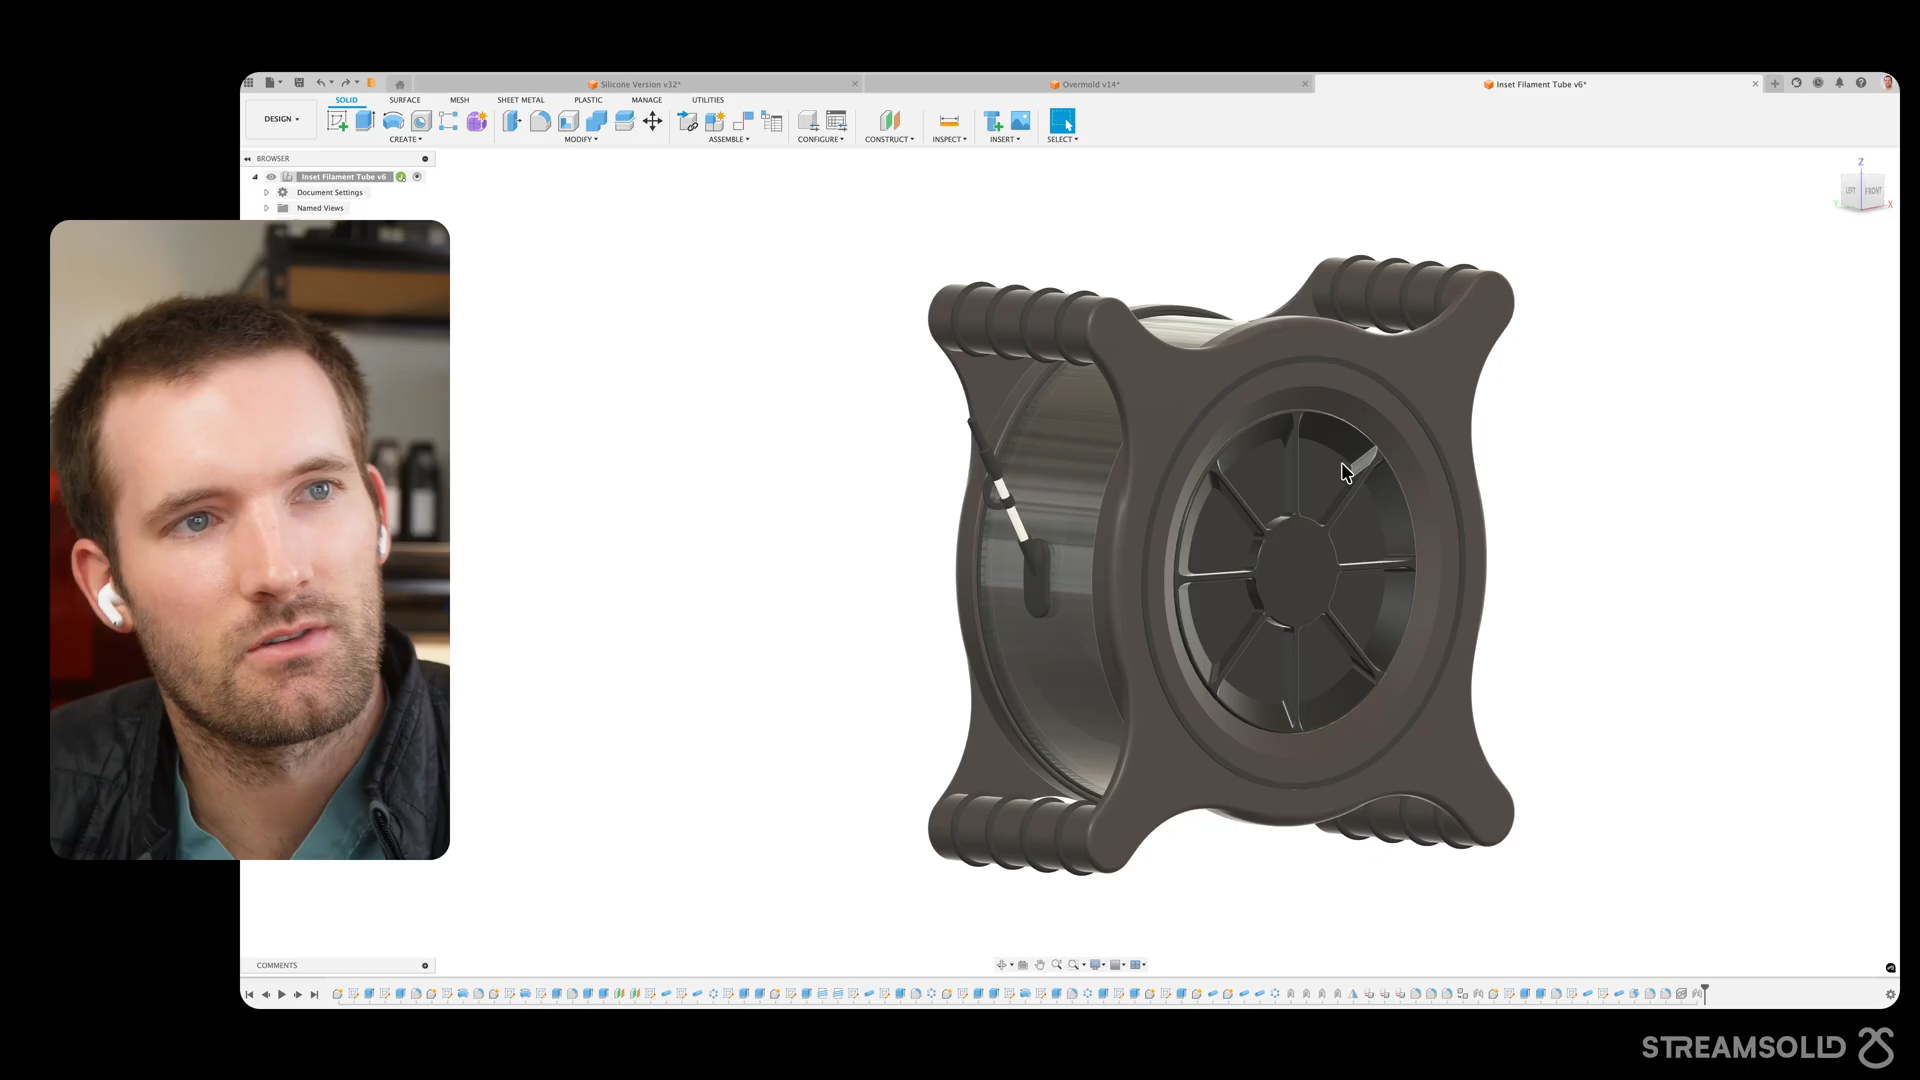 Silicone Version v32*
Overmold v14*
Inset Filament Tube v6*
SOLID
SURFACE
MESH
SHEET METAL
PLASTIC
MANAGE
UTILITIES
DESIGN
CREATE
MODIFY
ASSEMBLE
CONFIGURE
CONSTRUCT
INSPECT
INSERT
SELECT
BROWSER
Inset Filament Tube v6
Document Settings
Named Views
Z
LEFT
FRONT
Y
X
COMMENTS
STREAMSOLID